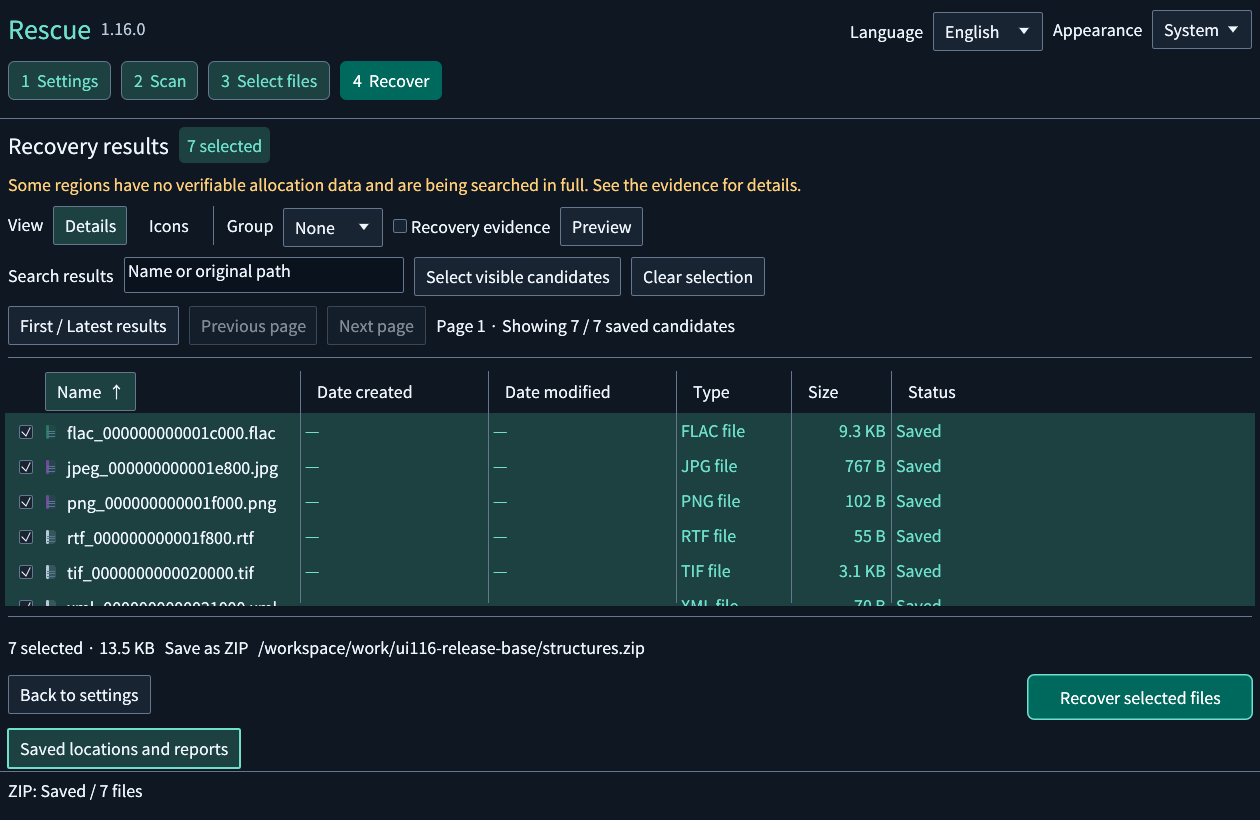 Rescue 1.16.0
Language English Appearance System
1 Settings 2 Scan 3 Select files 4 Recover
Recovery results 7 selected
Some regions have no verifiable allocation data and are being searched in full. See the evidence for details.
View Details Icons Group None Recovery evidence Preview
Search results Name or original path Select visible candidates Clear selection
First / Latest results Previous page Next page Page 1 · Showing 7 / 7 saved candidates
Name ↑ Date created Date modified Type Size Status
flac_000000000001c000.flac — — FLAC file 9.3 KB Saved
jpeg_000000000001e800.jpg — — JPG file 767 B Saved
png_000000000001f000.png — — PNG file 102 B Saved
rtf_000000000001f800.rtf — — RTF file 55 B Saved
tif_0000000000020000.tif — — TIF file 3.1 KB Saved
xml_0000000000021000.xml XML file 70 B Saved
7 selected · 13.5 KB Save as ZIP /workspace/work/ui116-release-base/structures.zip
Back to settings Recover selected files
Saved locations and reports
ZIP: Saved / 7 files